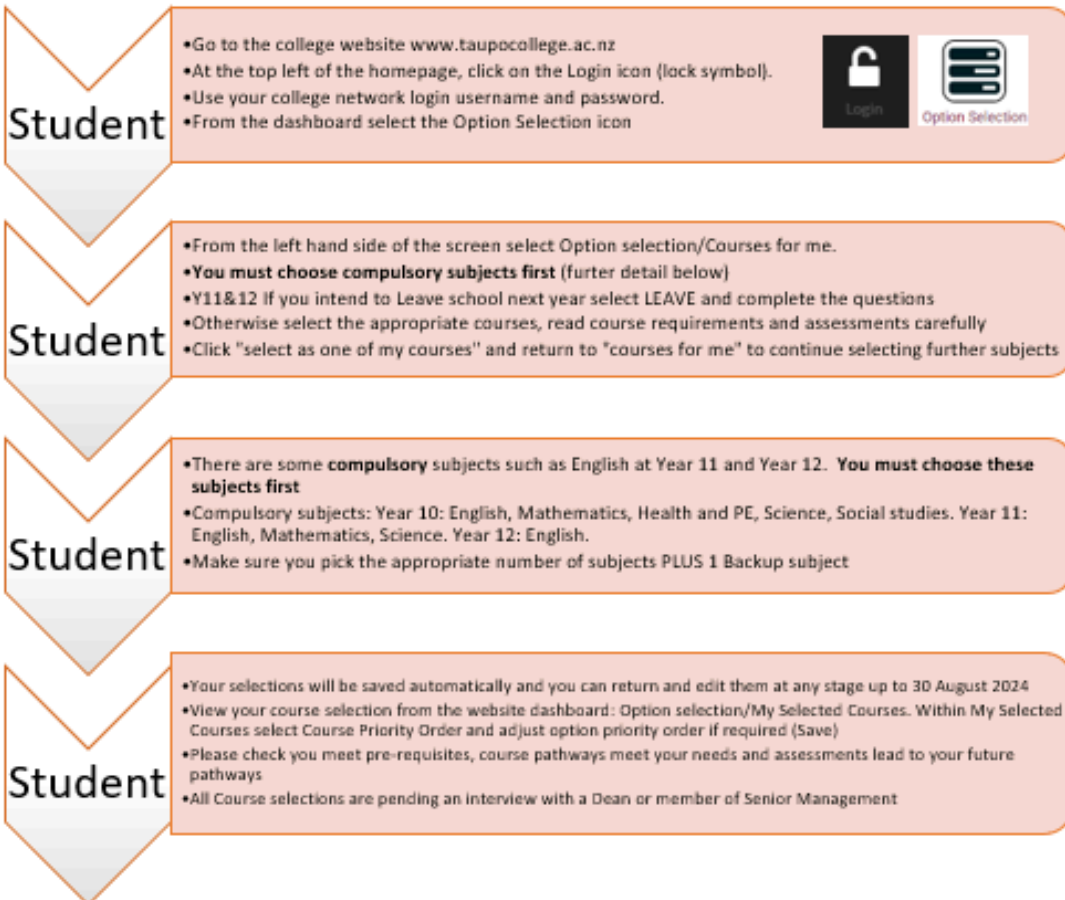 Student
•Go to the college website www.taupocollege.ac.nz
•At the top left of the homepage, click on the Login icon (lock symbol).
•Use your college network login username and password.
•From the dashboard select the Option Selection icon
Login
Option Selection
Student
•From the left hand side of the screen select Option selection/Courses for me.
•You must choose compulsory subjects first (furter detail below)
•Y11&12 If you intend to Leave school next year select LEAVE and complete the questions
•Otherwise select the appropriate courses, read course requirements and assessments carefully
•Click "select as one of my courses" and return to "courses for me" to continue selecting further subjects
Student
•There are some compulsory subjects such as English at Year 11 and Year 12. You must choose these
subjects first
•Compulsory subjects: Year 10: English, Mathematics, Health and PE, Science, Social studies. Year 11:
English, Mathematics, Science. Year 12: English.
•Make sure you pick the appropriate number of subjects PLUS 1 Backup subject
Student
•Your selections will be saved automatically and you can return and edit them at any stage up to 30 August 2024
•View your course selection from the website dashboard: Option selection/My Selected Courses. Within My Selected
Courses select Course Priority Order and adjust option priority order if required (Save)
•Please check you meet pre-requisites, course pathways meet your needs and assessments lead to your future
pathways
•All Course selections are pending an interview with a Dean or member of Senior Management